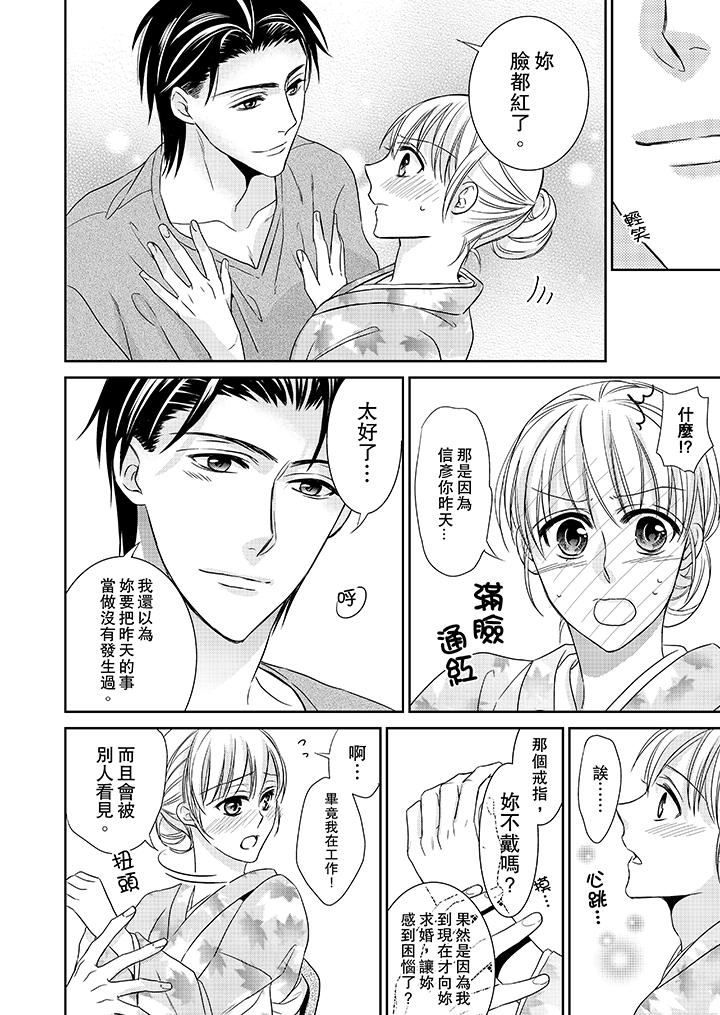 輕笑
妳
臉都紅了。
什麼!?
那是因為
信彥你昨天…
滿臉
通紅
太好了…
呼
我還以為
妳要把昨天的事
當做沒有發生過。
誒……
心跳…
那個戒指，
妳不戴嗎？
摸…
果然是因為我
到現在才向妳
求婚，讓妳
感到困惱了？
啊…
畢竟我在工作！
而且會被
別人看見。
扭頭